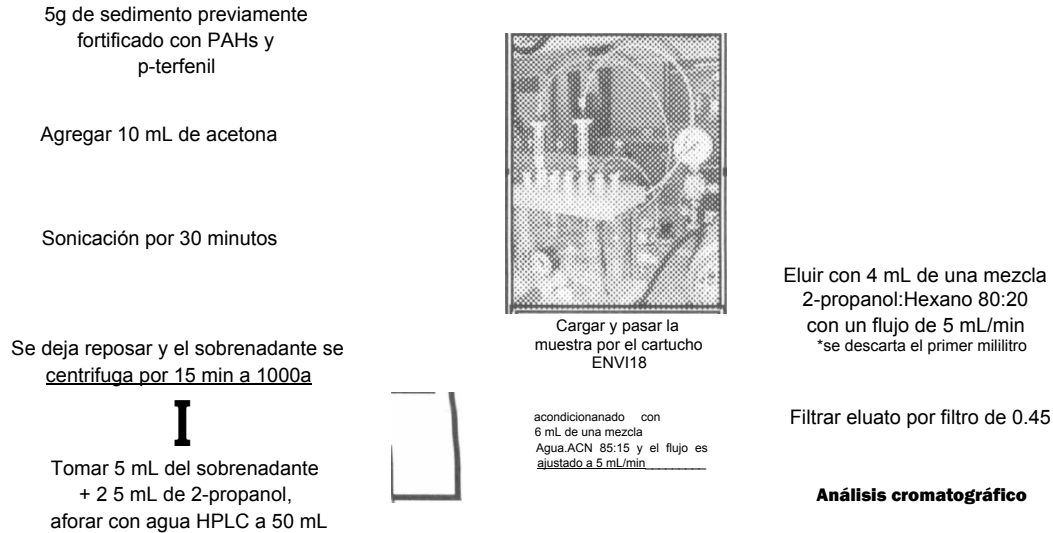 5g de sedimento previamente
fortificado con PAHs y
p-terfenil
Agregar 10 mL de acetona
Sonicación por 30 minutos
Se deja reposar y el sobrenadante se
centrifuga por 15 min a 1000a
I
Tomar 5 mL del sobrenadante
+ 2 5 mL de 2-propanol,
aforar con agua HPLC a 50 mL
Cargar y pasar la
muestra por el cartucho
ENVI18
acondicionanado con
6 mL de una mezcla
Agua.ACN 85:15 y el flujo es
ajustado a 5 mL/min
Eluir con 4 mL de una mezcla
2-propanol:Hexano 80:20
con un flujo de 5 mL/min
*se descarta el primer mililitro
Filtrar eluato por filtro de 0.45
Análisis cromatográfico